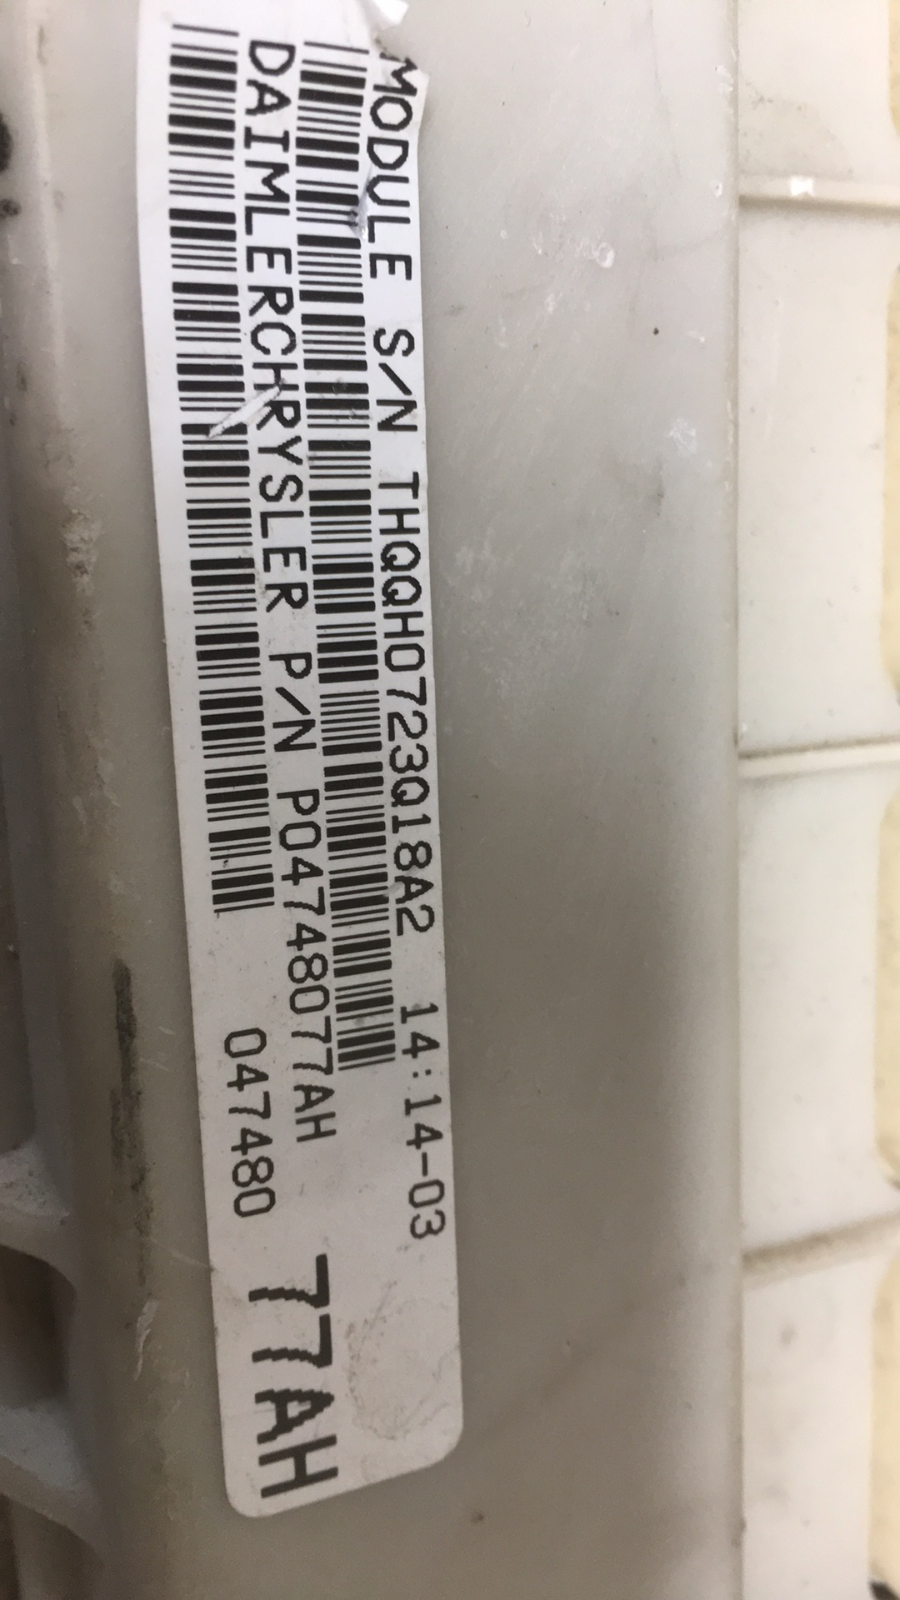 MODULE S/N THQQH0723Q18A2 14:14-03
DAIMLERCHRYSLER P/N P04748077AH
047480 77AH